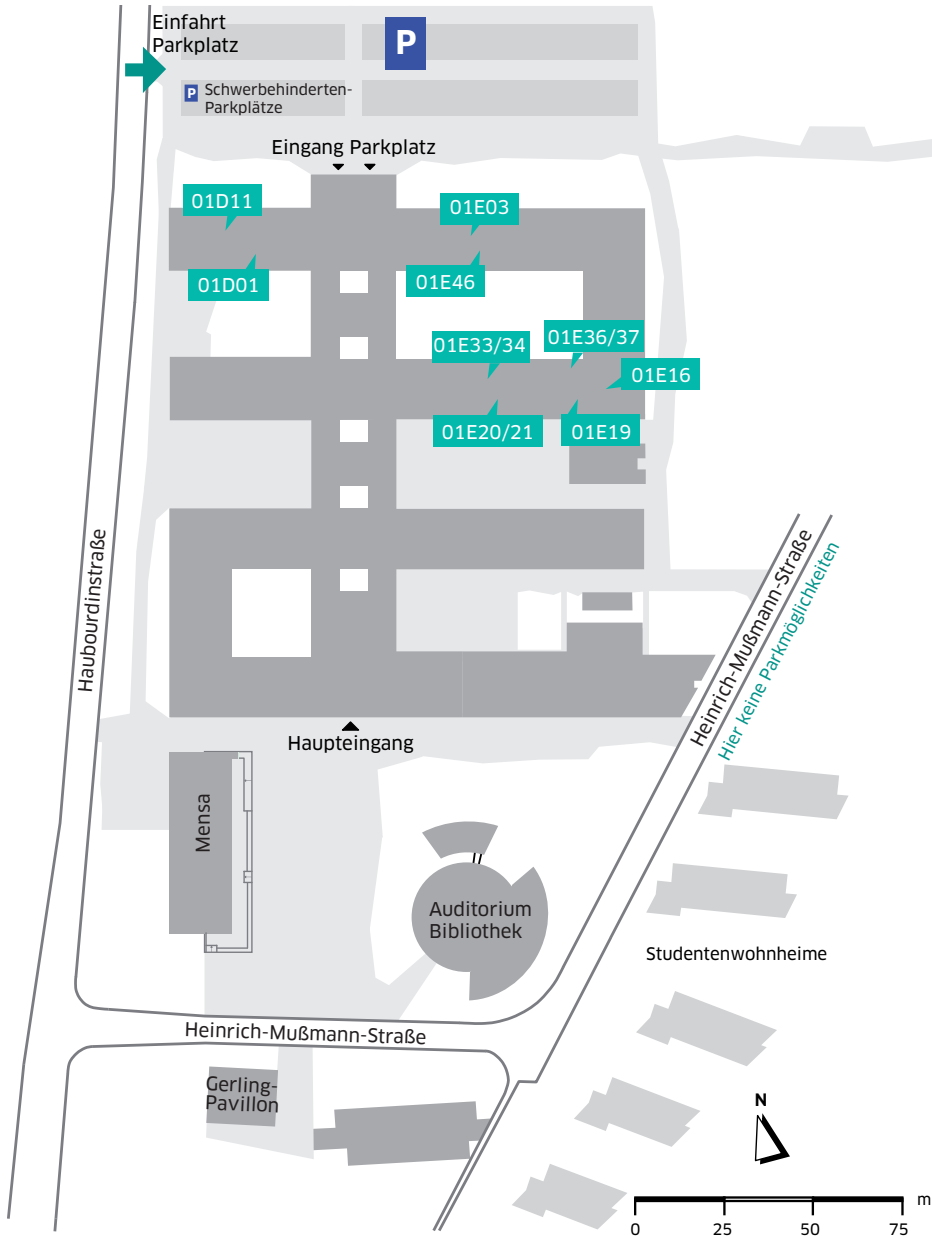 Einfahrt
Parkplatz
P
P Schwerbehinderten-
Parkplätze
Eingang Parkplatz
01D11
01E03
01D01
01E46
01E33/34
01E36/37
01E16
01E20/21
01E19
Haubourdinstraße
Heinrich-Mußmann-Straße
Hier keine Parkmöglichkeiten
Haupteingang
Mensa
Auditorium
Bibliothek
Studentenwohnheime
Heinrich-Mußmann-Straße
Gerling-
Pavillon
N
m
0 25 50 75